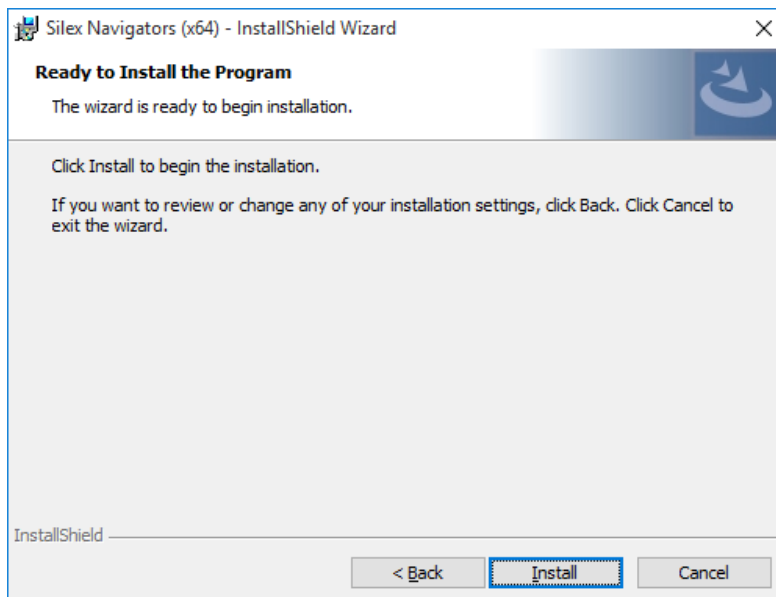 Silex Navigators (x64) - InstallShield Wizard
Ready to Install the Program
The wizard is ready to begin installation.
Click Install to begin the installation.
If you want to review or change any of your installation settings, click Back. Click Cancel to
exit the wizard.
InstallShield
< Back
Install
Cancel